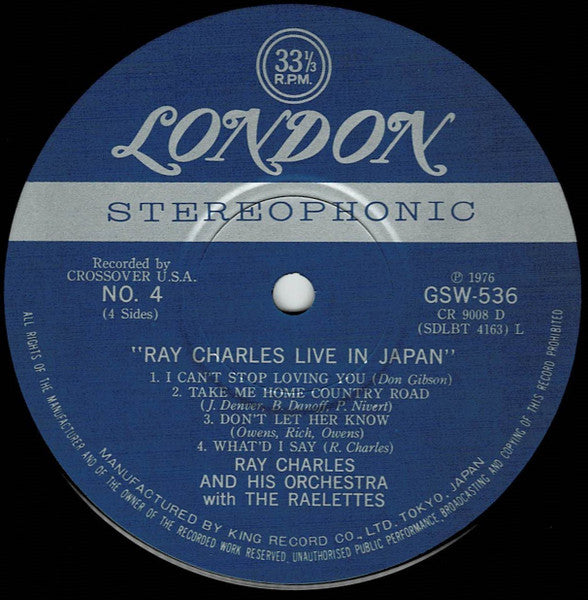 33⅓
R.P.M.
LONDON
STEREOPHONIC
Recorded by
CROSSOVER U.S.A.
NO. 4
(4 Sides)
℗ 1976
GSW-536
CR 9008 D
(SDLBT 4163) L
"RAY CHARLES LIVE IN JAPAN"
1. I CAN'T STOP LOVING YOU (Don Gibson)
2. TAKE ME HOME COUNTRY ROAD
(J. Denver, B. Danoff, P. Nivert)
3. DON'T LET HER KNOW
(Owens, Rich, Owens)
4. WHAT'D I SAY (R. Charles)
RAY CHARLES
AND HIS ORCHESTRA
with THE RAELETTES
MANUFACTURED BY KING RECORD CO., LTD. TOKYO, JAPAN
ALL RIGHTS OF THE MANUFACTURER AND OF THE OWNER OF THE RECORDED WORK RESERVED. UNAUTHORISED PUBLIC PERFORMANCE, BROADCASTING AND COPYING OF THIS RECORD PROHIBITED